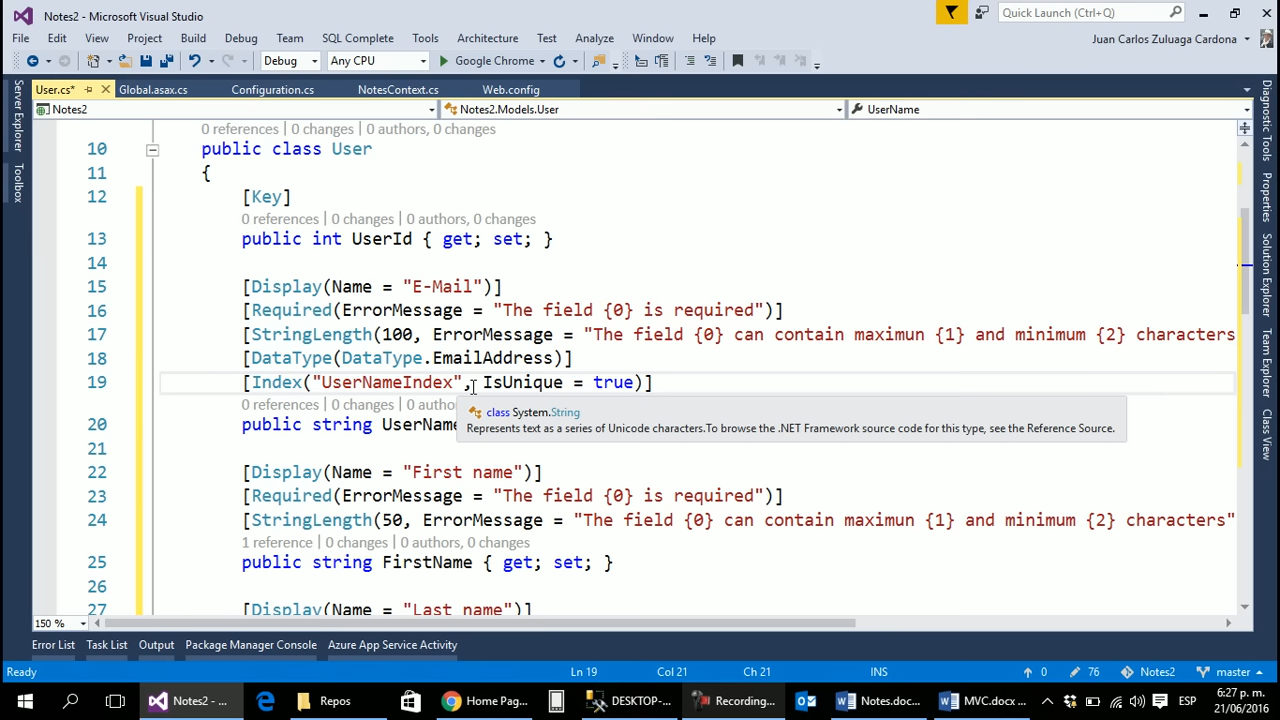 Notes2 - Microsoft Visual Studio
Quick Launch (Ctrl+Q)
File Edit View Project Build Debug Team SQL Complete Tools Architecture Test Analyze Window Help
Juan Carlos Zuluaga Cardona
Debug Any CPU Google Chrome
User.cs* Global.asax.cs Configuration.cs NotesContext.cs Web.config
Notes2 Notes2.Models.User UserName
Server Explorer
Toolbox
0 references | 0 changes | 0 authors, 0 changes
10 public class User
11 {
12 [Key]
0 references | 0 changes | 0 authors, 0 changes
13 public int UserId { get; set; }
14
15 [Display(Name = "E-Mail")]
16 [Required(ErrorMessage = "The field {0} is required")]
17 [StringLength(100, ErrorMessage = "The field {0} can contain maximun {1} and minimum {2} characters
18 [DataType(DataType.EmailAddress)]
19 [Index("UserNameIndex", IsUnique = true)]
0 references | 0 changes | 0 autho
class System.String
Represents text as a series of Unicode characters.To browse the .NET Framework source code for this type, see the Reference Source.
20 public string UserName
21
22 [Display(Name = "First name")]
23 [Required(ErrorMessage = "The field {0} is required")]
24 [StringLength(50, ErrorMessage = "The field {0} can contain maximun {1} and minimum {2} characters"
1 reference | 0 changes | 0 authors, 0 changes
25 public string FirstName { get; set; }
26
27 [Display(Name = "Last name")]
Diagnostic Tools
Properties
Solution Explorer
Team Explorer
Class View
150 %
Error List Task List Output Package Manager Console Azure App Service Activity
Ready Ln 19 Col 21 Ch 21 INS 0 76 Notes2 master
Notes2 - ... Repos Home Pag... DESKTOP-... Recording... Notes.doc... MVC.docx ... ESP
6:27 p. m.
21/06/2016